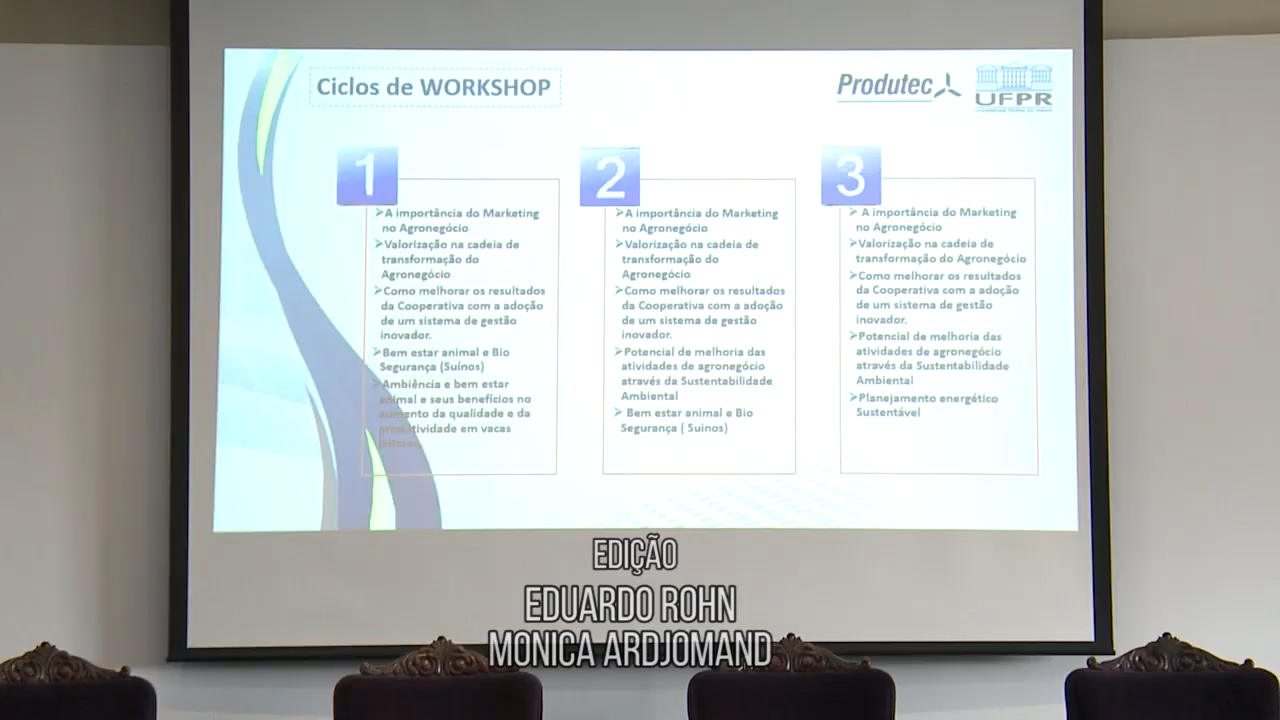 Ciclos de WORKSHOP
Produtec
UFPR
1
➢A importância do Marketing
no Agronegócio
➢Valorização na cadeia de
transformação do
Agronegócio
➢Como melhorar os resultados
da Cooperativa com a adoção
de um sistema de gestão
inovador.
➢Bem estar animal e Bio
Segurança (Suínos)
➢Ambiência e bem estar
animal e seus benefícios no
aumento da qualidade e da
produtividade em vacas
leiteras
2
➢A importância do Marketing
no Agronegócio
➢Valorização na cadeia de
transformação do
Agronegócio
➢Como melhorar os resultados
da Cooperativa com a adoção
de um sistema de gestão
inovador.
➢Potencial de melhoria das
atividades de agronegócio
através da Sustentabilidade
Ambiental
➢ Bem estar animal e Bio
Segurança ( Suinos)
3
➢ A importância do Marketing
no Agronegócio
➢Valorização na cadeia de
transformação do Agronegócio
➢Como melhorar os resultados
da Cooperativa com a adoção
de um sistema de gestão
inovador.
➢Potencial de melhoria das
atividades de agronegócio
através da Sustentabilidade
Ambiental
➢Planejamento energético
Sustentável
EDIÇÃO
EDUARDO ROHN
MONICA ARDJOMAND